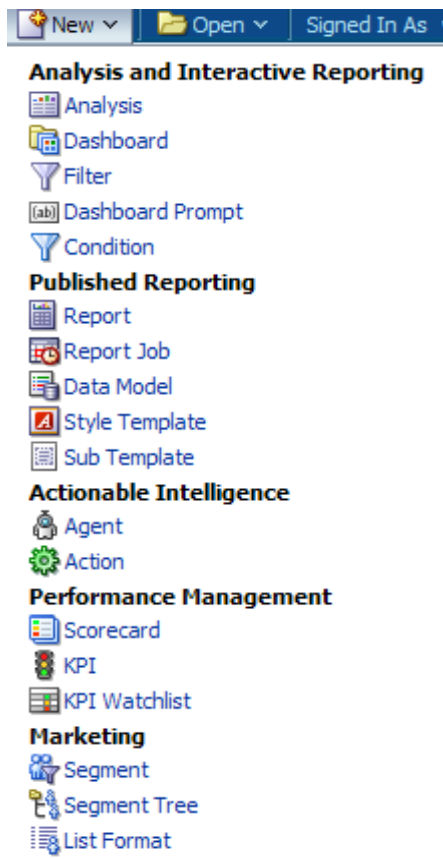 New Open Signed In As
Analysis and Interactive Reporting
Analysis
Dashboard
Filter
(ab) Dashboard Prompt
Condition
Published Reporting
Report
Report Job
Data Model
Style Template
Sub Template
Actionable Intelligence
Agent
Action
Performance Management
Scorecard
KPI
KPI Watchlist
Marketing
Segment
Segment Tree
List Format